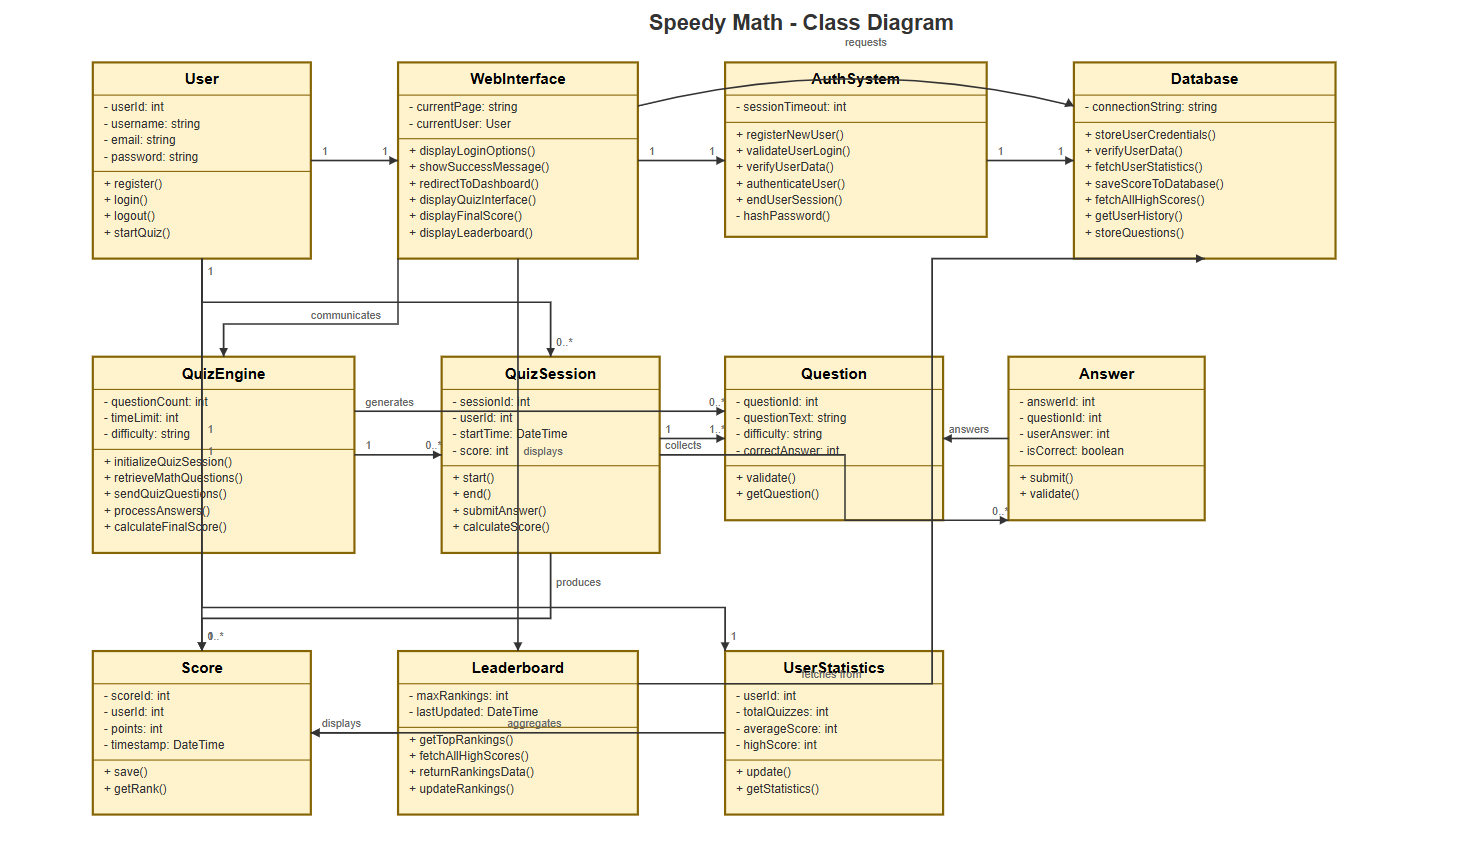 Speedy Math - Class Diagram
requests
User
- userId: int
- username: string
- email: string
- password: string
+ register()
+ login()
+ logout()
+ startQuiz()
1
1
WebInterface
- currentPage: string
- currentUser: User
+ displayLoginOptions()
+ showSuccessMessage()
+ redirectToDashboard()
+ displayQuizInterface()
+ displayFinalScore()
+ displayLeaderboard()
1
1
AuthSystem
- sessionTimeout: int
+ registerNewUser()
+ validateUserLogin()
+ verifyUserData()
+ authenticateUser()
+ endUserSession()
- hashPassword()
1
1
Database
- connectionString: string
+ storeUserCredentials()
+ verifyUserData()
+ fetchUserStatistics()
+ saveScoreToDatabase()
+ fetchAllHighScores()
+ getUserHistory()
+ storeQuestions()
1
communicates
0..*
QuizEngine
- questionCount: int
- timeLimit: int
- difficulty: string
1
1
+ initializeQuizSession()
+ retrieveMathQuestions()
+ sendQuizQuestions()
+ processAnswers()
+ calculateFinalScore()
generates
0..*
1
0..*
QuizSession
- sessionId: int
- userId: int
- startTime: DateTime
- score: int
displays
+ start()
+ end()
+ submitAnswer()
+ calculateScore()
1
1..*
collects
Question
- questionId: int
- questionText: string
- difficulty: string
- correctAnswer: int
+ validate()
+ getQuestion()
answers
0..*
Answer
- answerId: int
- questionId: int
- userAnswer: int
- isCorrect: boolean
+ submit()
+ validate()
produces
0..*
1
1
Score
- scoreId: int
- userId: int
- points: int
- timestamp: DateTime
+ save()
+ getRank()
displays
Leaderboard
- maxRankings: int
- lastUpdated: DateTime
aggregates
+ getTopRankings()
+ fetchAllHighScores()
+ returnRankingsData()
+ updateRankings()
UserStatistics
fetches from
- userId: int
- totalQuizzes: int
- averageScore: int
- highScore: int
+ update()
+ getStatistics()